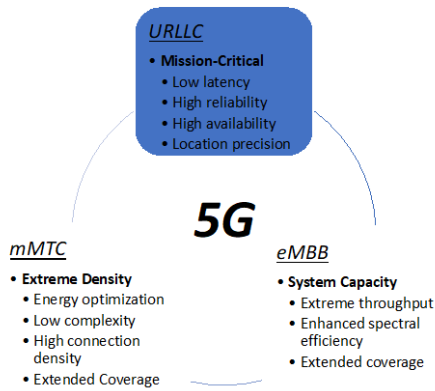 URLLC
• Mission-Critical
• Low latency
• High reliability
• High availability
• Location precision
5G
mMTC
• Extreme Density
• Energy optimization
• Low complexity
• High connection
density
• Extended Coverage
eMBB
• System Capacity
• Extreme throughput
• Enhanced spectral
efficiency
• Extended coverage